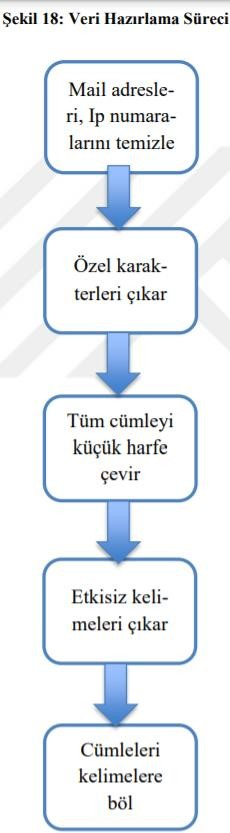 Şekil 18: Veri Hazırlama Süreci
Mail adresle-
ri, Ip numara-
larını temizle
Özel karak-
terleri çıkar
Tüm cümleyi
küçük harfe
çevir
Etkisiz keli-
meleri çıkar
Cümleleri
kelimelere
böl